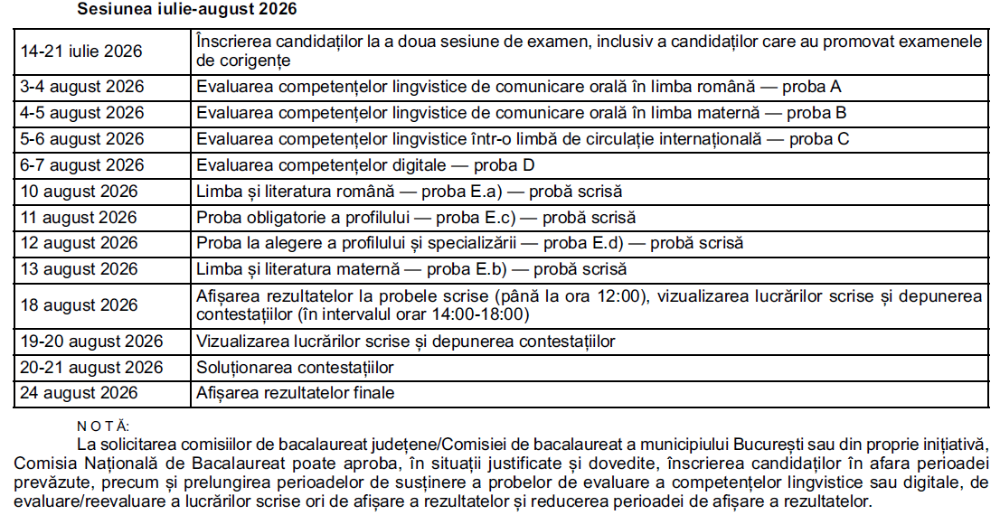 Sesiunea iulie-august 2026
14-21 iulie 2026
Înscrierea candidaților la a doua sesiune de examen, inclusiv a candidaților care au promovat examenele
de corigențe
3-4 august 2026
Evaluarea competențelor lingvistice de comunicare orală în limba română — proba A
4-5 august 2026
Evaluarea competențelor lingvistice de comunicare orală în limba maternă — proba B
5-6 august 2026
Evaluarea competențelor lingvistice într-o limbă de circulație internațională — proba C
6-7 august 2026
Evaluarea competențelor digitale — proba D
10 august 2026
Limba și literatura română — proba E.a) — probă scrisă
11 august 2026
Proba obligatorie a profilului — proba E.c) — probă scrisă
12 august 2026
Proba la alegere a profilului și specializării — proba E.d) — probă scrisă
13 august 2026
Limba și literatura maternă — proba E.b) — probă scrisă
18 august 2026
Afișarea rezultatelor la probele scrise (până la ora 12:00), vizualizarea lucrărilor scrise și depunerea
contestațiilor (în intervalul orar 14:00-18:00)
19-20 august 2026
Vizualizarea lucrărilor scrise și depunerea contestațiilor
20-21 august 2026
Soluționarea contestațiilor
24 august 2026
Afișarea rezultatelor finale
N O T Ă:
La solicitarea comisiilor de bacalaureat județene/Comisiei de bacalaureat a municipiului București sau din proprie inițiativă,
Comisia Națională de Bacalaureat poate aproba, în situații justificate și dovedite, înscrierea candidaților în afara perioadei
prevăzute, precum și prelungirea perioadelor de susținere a probelor de evaluare a competențelor lingvistice sau digitale, de
evaluare/reevaluare a lucrărilor scrise ori de afișare a rezultatelor și reducerea perioadei de afișare a rezultatelor.